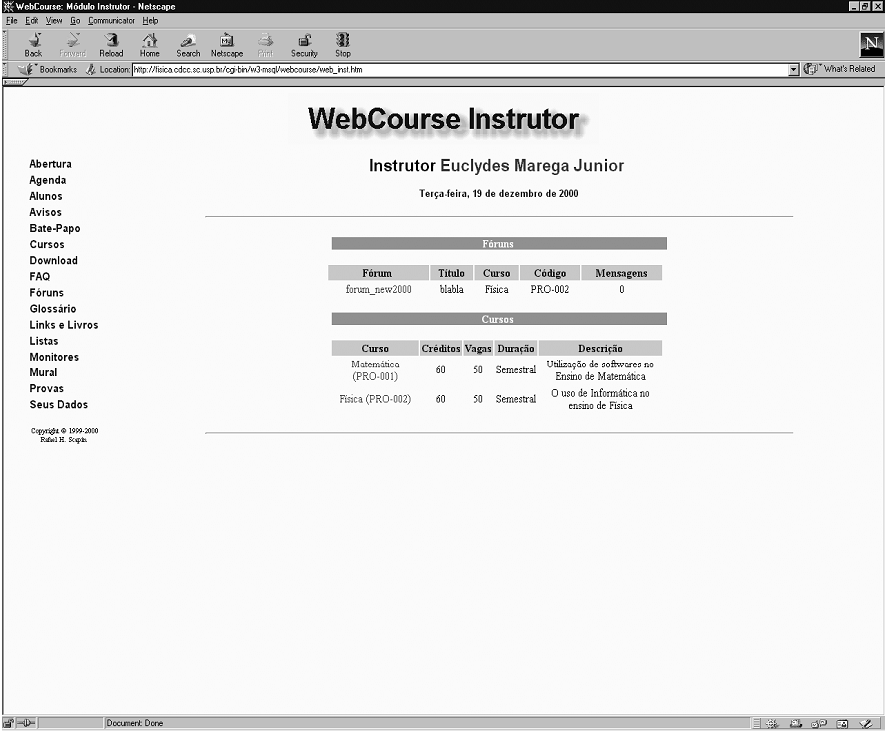 WebCourse: Módulo Instrutor - Netscape
File Edit View Go Communicator Help
Back Forward Reload Home Search Netscape Print Security Stop
Bookmarks Location: http://fisica.cdcc.sc.usp.br/cgi-bin/w3-msql/webcourse/web_inst.htm What's Related
WebCourse Instrutor
Instrutor Euclydes Marega Junior
Terça-feira, 19 de dezembro de 2000
Abertura
Agenda
Alunos
Avisos
Bate-Papo
Cursos
Download
FAQ
Fóruns
Glossário
Links e Livros
Listas
Monitores
Mural
Provas
Seus Dados
Copyright © 1999-2000
Rafael H.
Fóruns
Fórum Título Curso Código Mensagens
forum_new2000 blabla Física PRO-002 0
Cursos
Curso Créditos Vagas Duração Descrição
Matemática (PRO-001) 60 50 Semestral Utilização de softwares no
Ensino de Matemática
Física (PRO-002) 60 50 Semestral O uso de Informática no
ensino de Física
Document: Done